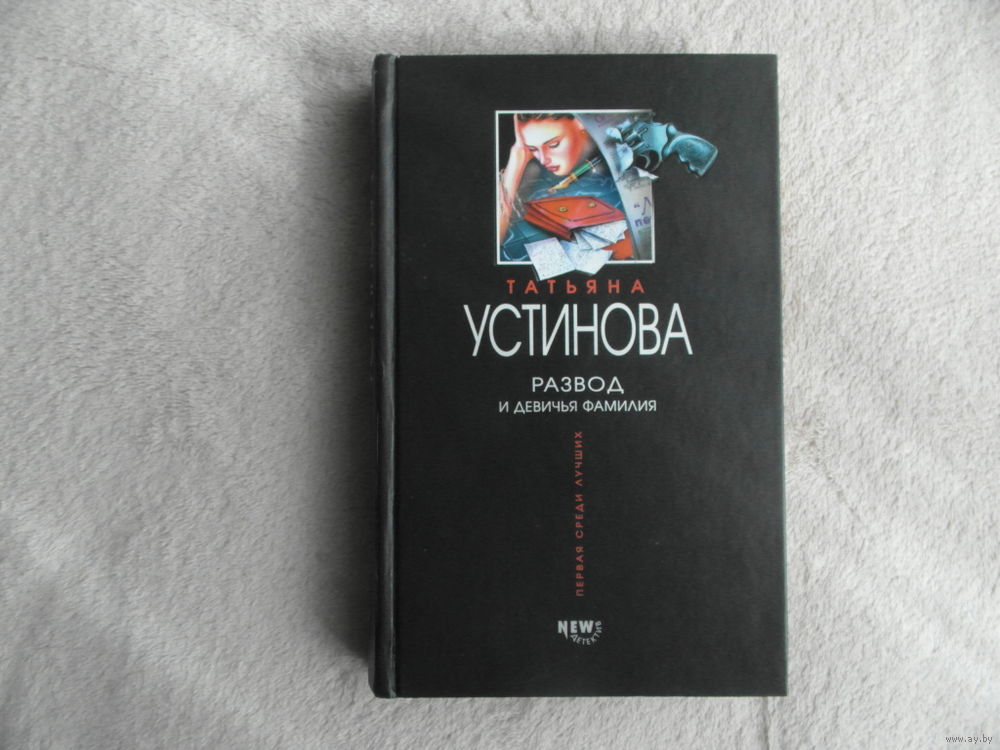 ТАТЬЯНА
УСТИНОВА
РАЗВОД
И ДЕВИЧЬЯ ФАМИЛИЯ
ПЕРВАЯ СРЕДИ ЛУЧШИХ
NEW
ДЕТЕКТИВ
www.ay.by